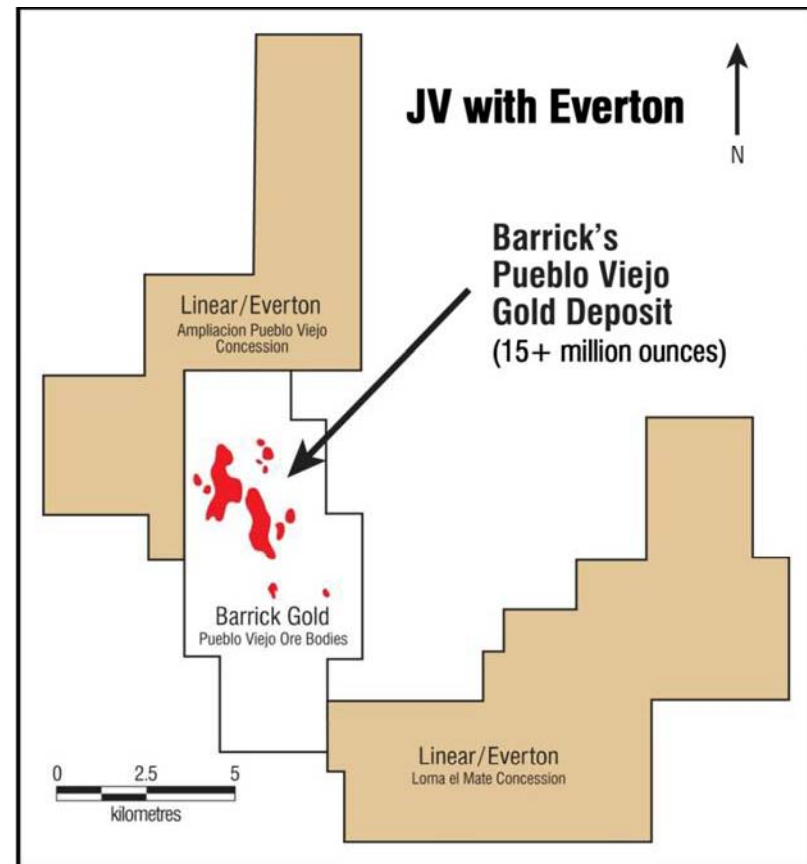 JV with Everton
N
Barrick's
Pueblo Viejo
Gold Deposit
(15+ million ounces)
Linear/Everton
Ampliacion Pueblo Viejo
Concession
Barrick Gold
Pueblo Viejo Ore Bodies
Linear/Everton
Loma el Mate Concession
0 2.5 5
kilometres